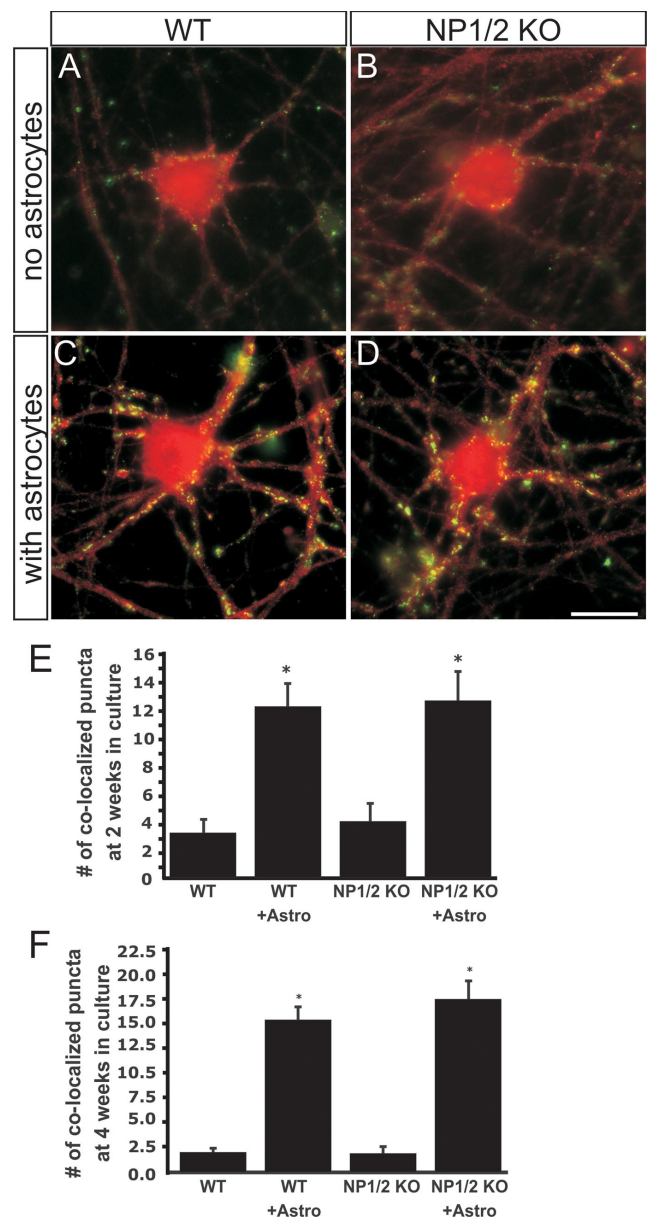 WT
NP1/2 KO
no astrocytes
A
B
with astrocytes
C
D
E
# of co-localized puncta
at 2 weeks in culture
16
14
12
10
8
6
4
2
0
*
*
WT
WT
+Astro
NP1/2 KO
NP1/2 KO
+Astro
F
# of co-localized puncta
at 4 weeks in culture
22.5
20.0
17.5
15.0
12.5
10.0
7.5
5.0
2.5
0.0
*
*
WT
WT
+Astro
NP1/2 KO
NP1/2 KO
+Astro